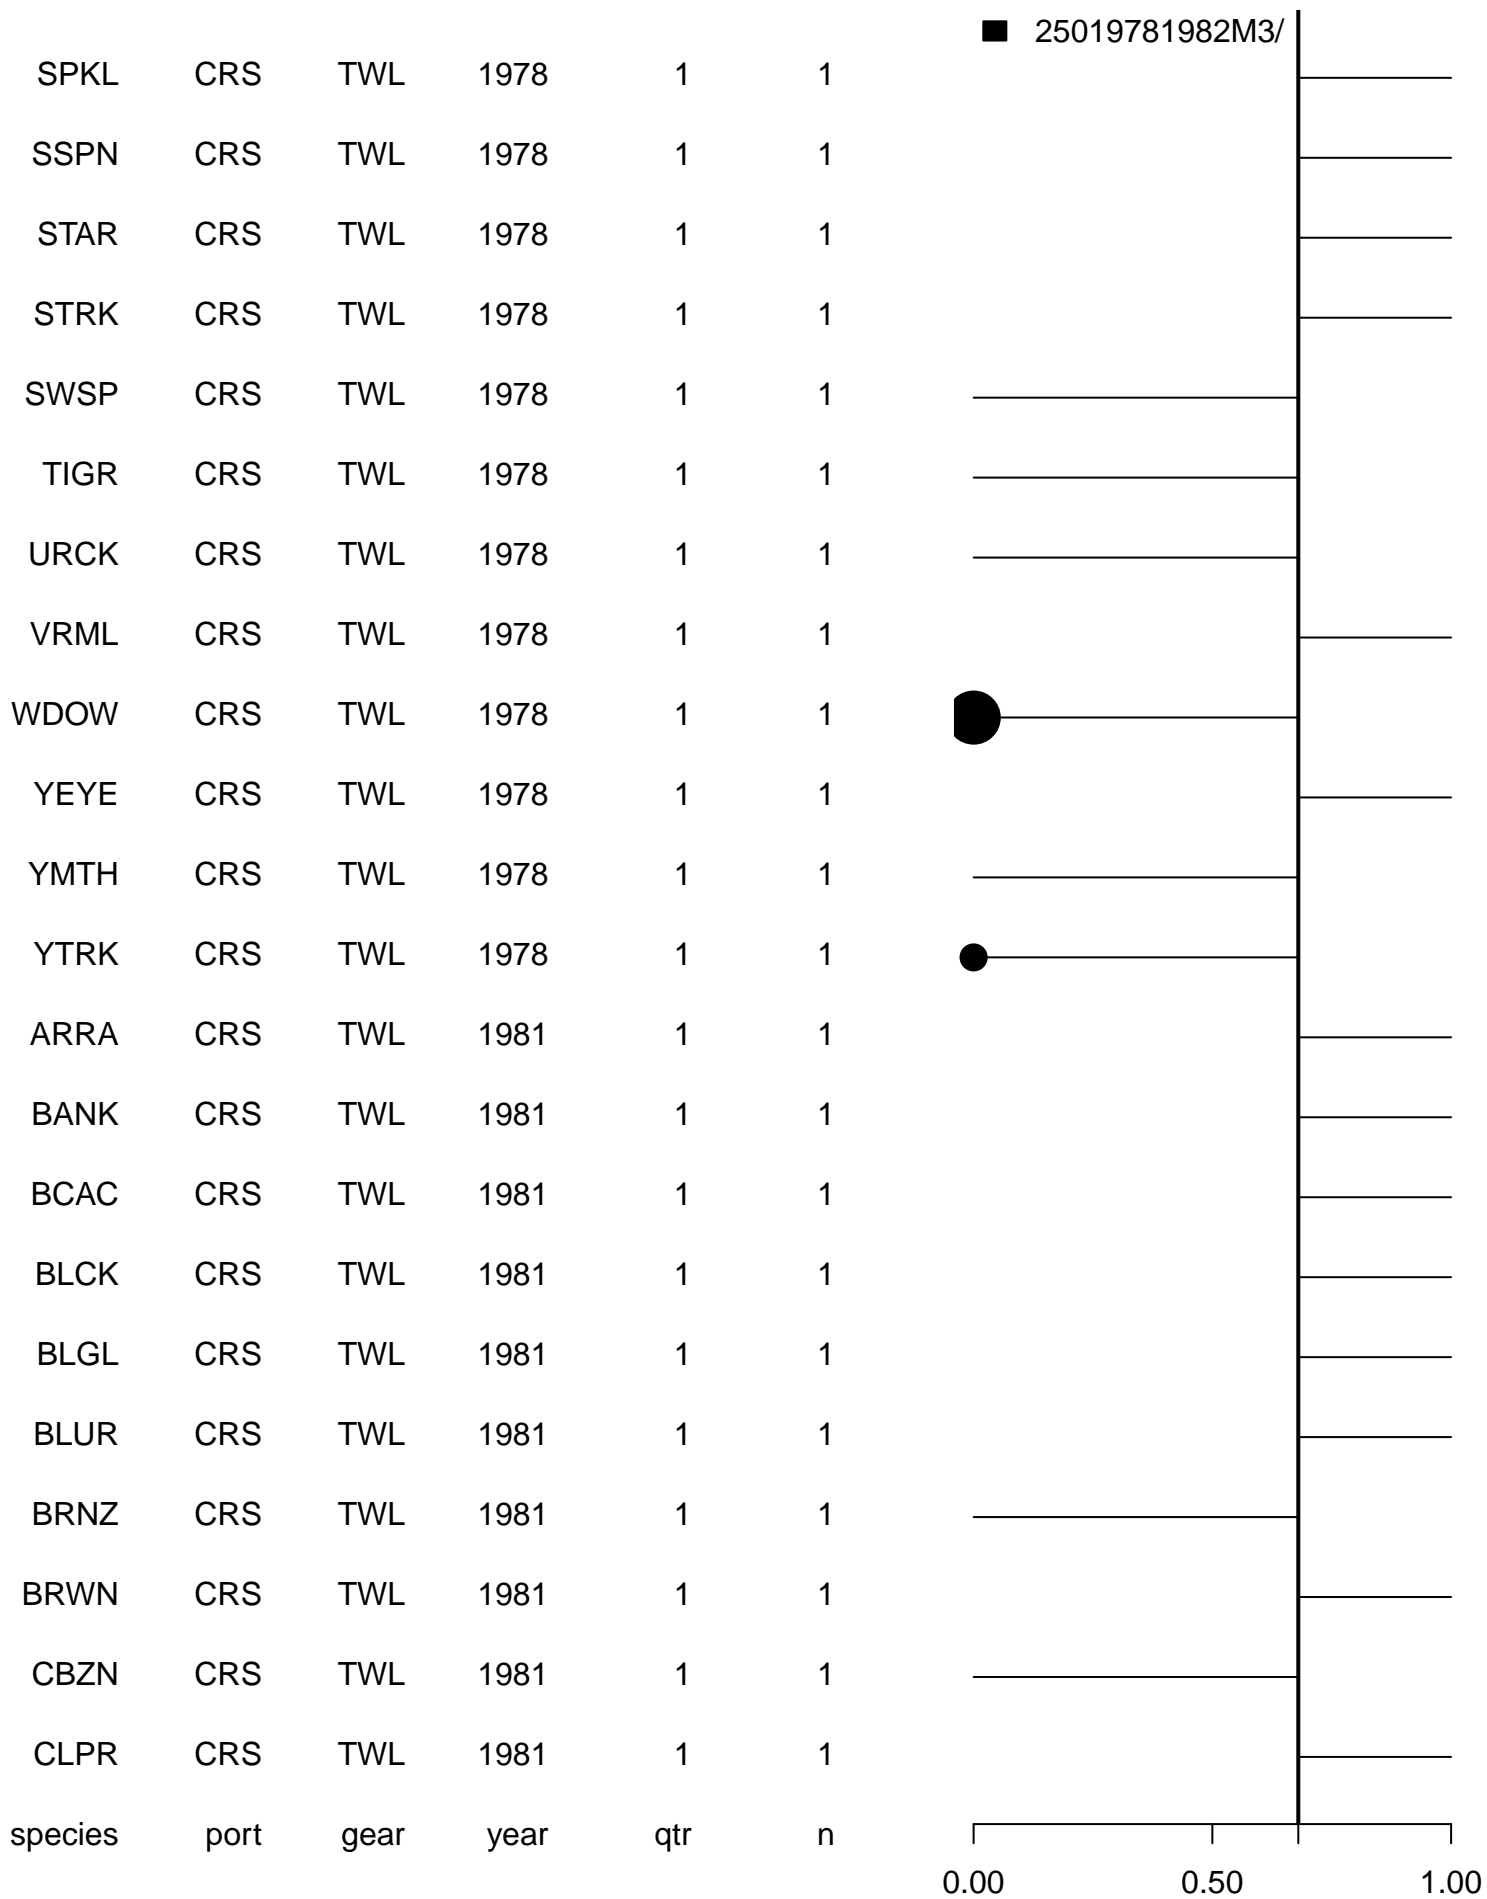 25019781982M3/
SPKL CRS TWL 1978 1 1
SSPN CRS TWL 1978 1 1
STAR CRS TWL 1978 1 1
STRK CRS TWL 1978 1 1
SWSP CRS TWL 1978 1 1
TIGR CRS TWL 1978 1 1
URCK CRS TWL 1978 1 1
VRML CRS TWL 1978 1 1
WDOW CRS TWL 1978 1 1
YEYE CRS TWL 1978 1 1
YMTH CRS TWL 1978 1 1
YTRK CRS TWL 1978 1 1
ARRA CRS TWL 1981 1 1
BANK CRS TWL 1981 1 1
BCAC CRS TWL 1981 1 1
BLCK CRS TWL 1981 1 1
BLGL CRS TWL 1981 1 1
BLUR CRS TWL 1981 1 1
BRNZ CRS TWL 1981 1 1
BRWN CRS TWL 1981 1 1
CBZN CRS TWL 1981 1 1
CLPR CRS TWL 1981 1 1
species port gear year qtr n
0.00 0.50 1.00